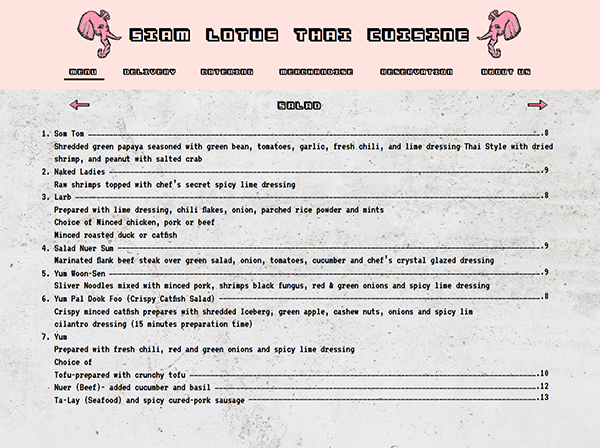 SIAM LOTUS THAI CUISINE
MENU DELIVERY CATERING MERCHANDISE RESERVATION ABOUT US
SALAD
1. Som Tom .8
Shredded green papaya seasoned with green bean, tomatoes, garlic, fresh chili, and lime dressing Thai Style with dried
shrimp, and peanut with salted crab
2. Naked Ladies .9
Raw shrimps topped with chef's secret spicy lime dressing
3. Larb .8
Prepared with lime dressing, chili flakes, onion, parched rice powder and mints
Choice of Minced chicken, pork or beef
Minced roasted duck or catfish
4. Salad Nuer Sum .9
Marinated flank beef steak over green salad, onion, tomatoes, cucumber and chef's crystal glazed dressing
5. Yum Woon-Sen .9
Sliver Noodles mixed with minced pork, shrimps black fungus, red & green onions and spicy lime dressing
6. Yum Pal Dook Foo (Crispy Catfish Salad) .8
Crispy minced catfish prepares with shredded Iceberg, green apple, cashew nuts, onions and spicy lim
cilantro dressing (15 minutes preparation time)
7. Yum
Prepared with fresh chili, red and green onions and spicy lime dressing
Choice of
Tofu-prepared with crunchy tofu .10
Nuer (Beef)- added cucumber and basil .12
Ta-Lay (Seafood) and spicy cured-pork sausage .13